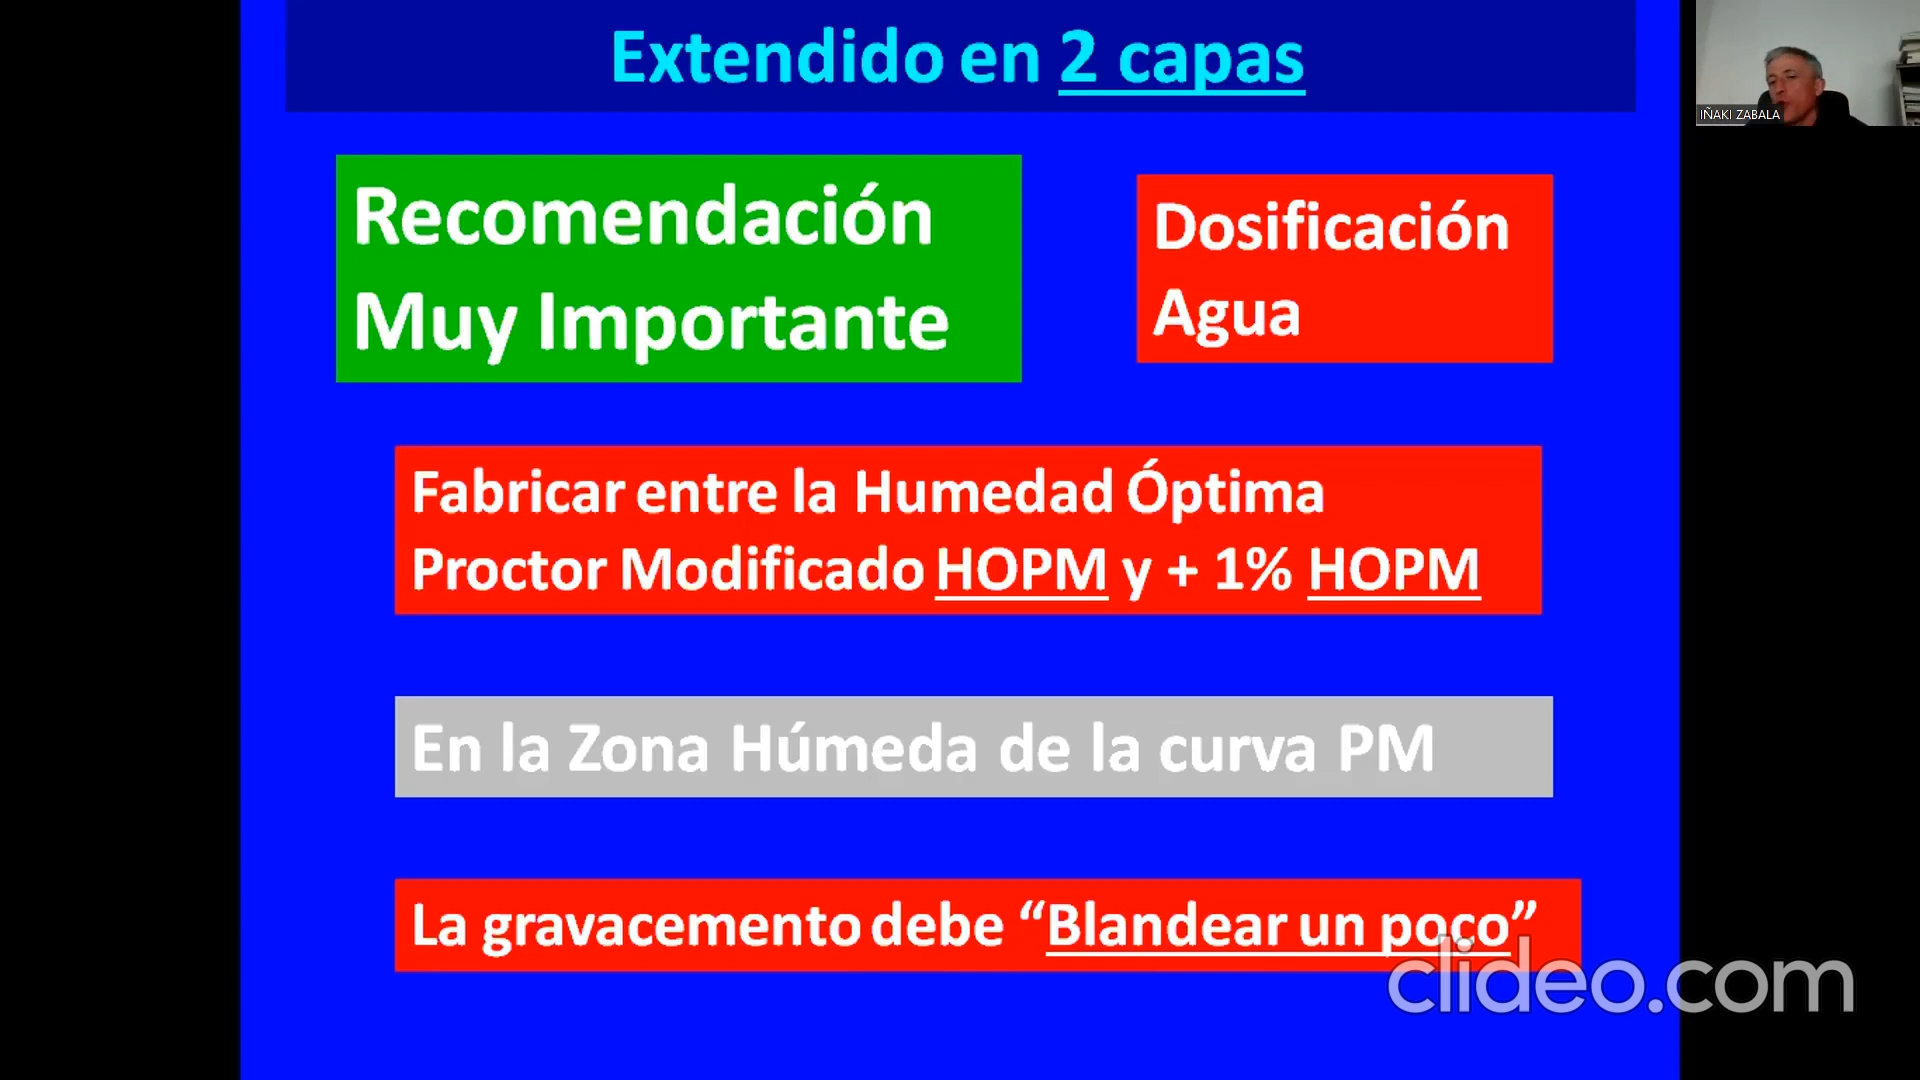 Extendido en 2 capas
IÑAKI ZABALA
Recomendación
Muy Importante
Dosificación
Agua
Fabricar entre la Humedad Óptima
Proctor Modificado HOPM y + 1% HOPM
En la Zona Húmeda de la curva PM
La gravacemento debe “Blandear un poco”
clideo.com